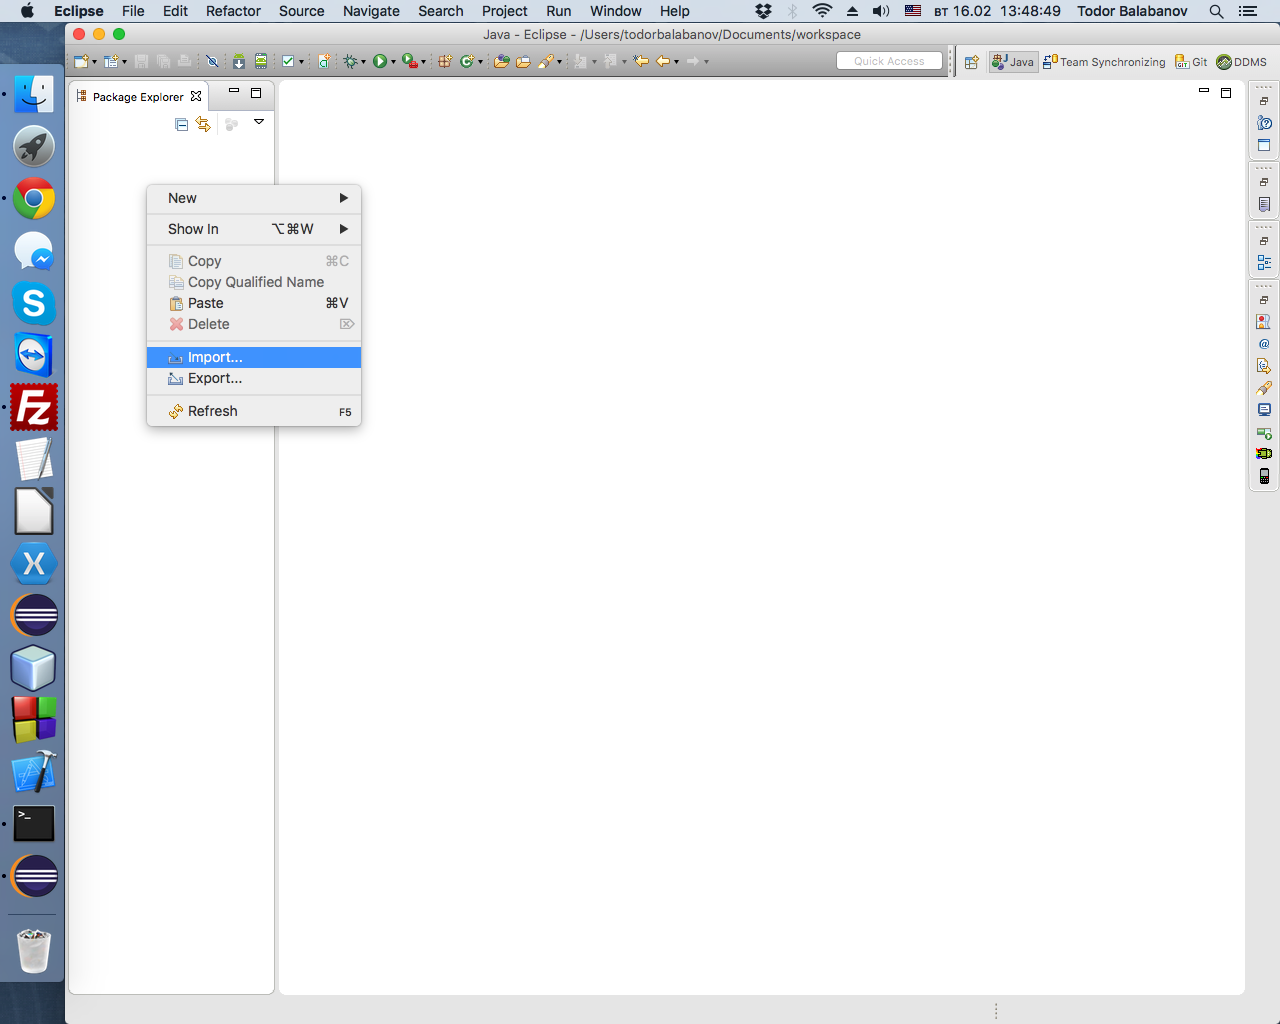 Eclipse File Edit Refactor Source Navigate Search Project Run Window Help вт 16.02 13:48:49 Todor Balabanov
Java - Eclipse - /Users/todorbalabanov/Documents/workspace
Quick Access Java Team Synchronizing Git DDMS
Package Explorer
New
Show In ⌥⌘W
Copy ⌘C
Copy Qualified Name
Paste ⌘V
Delete ⌦
Import...
Export...
Refresh F5